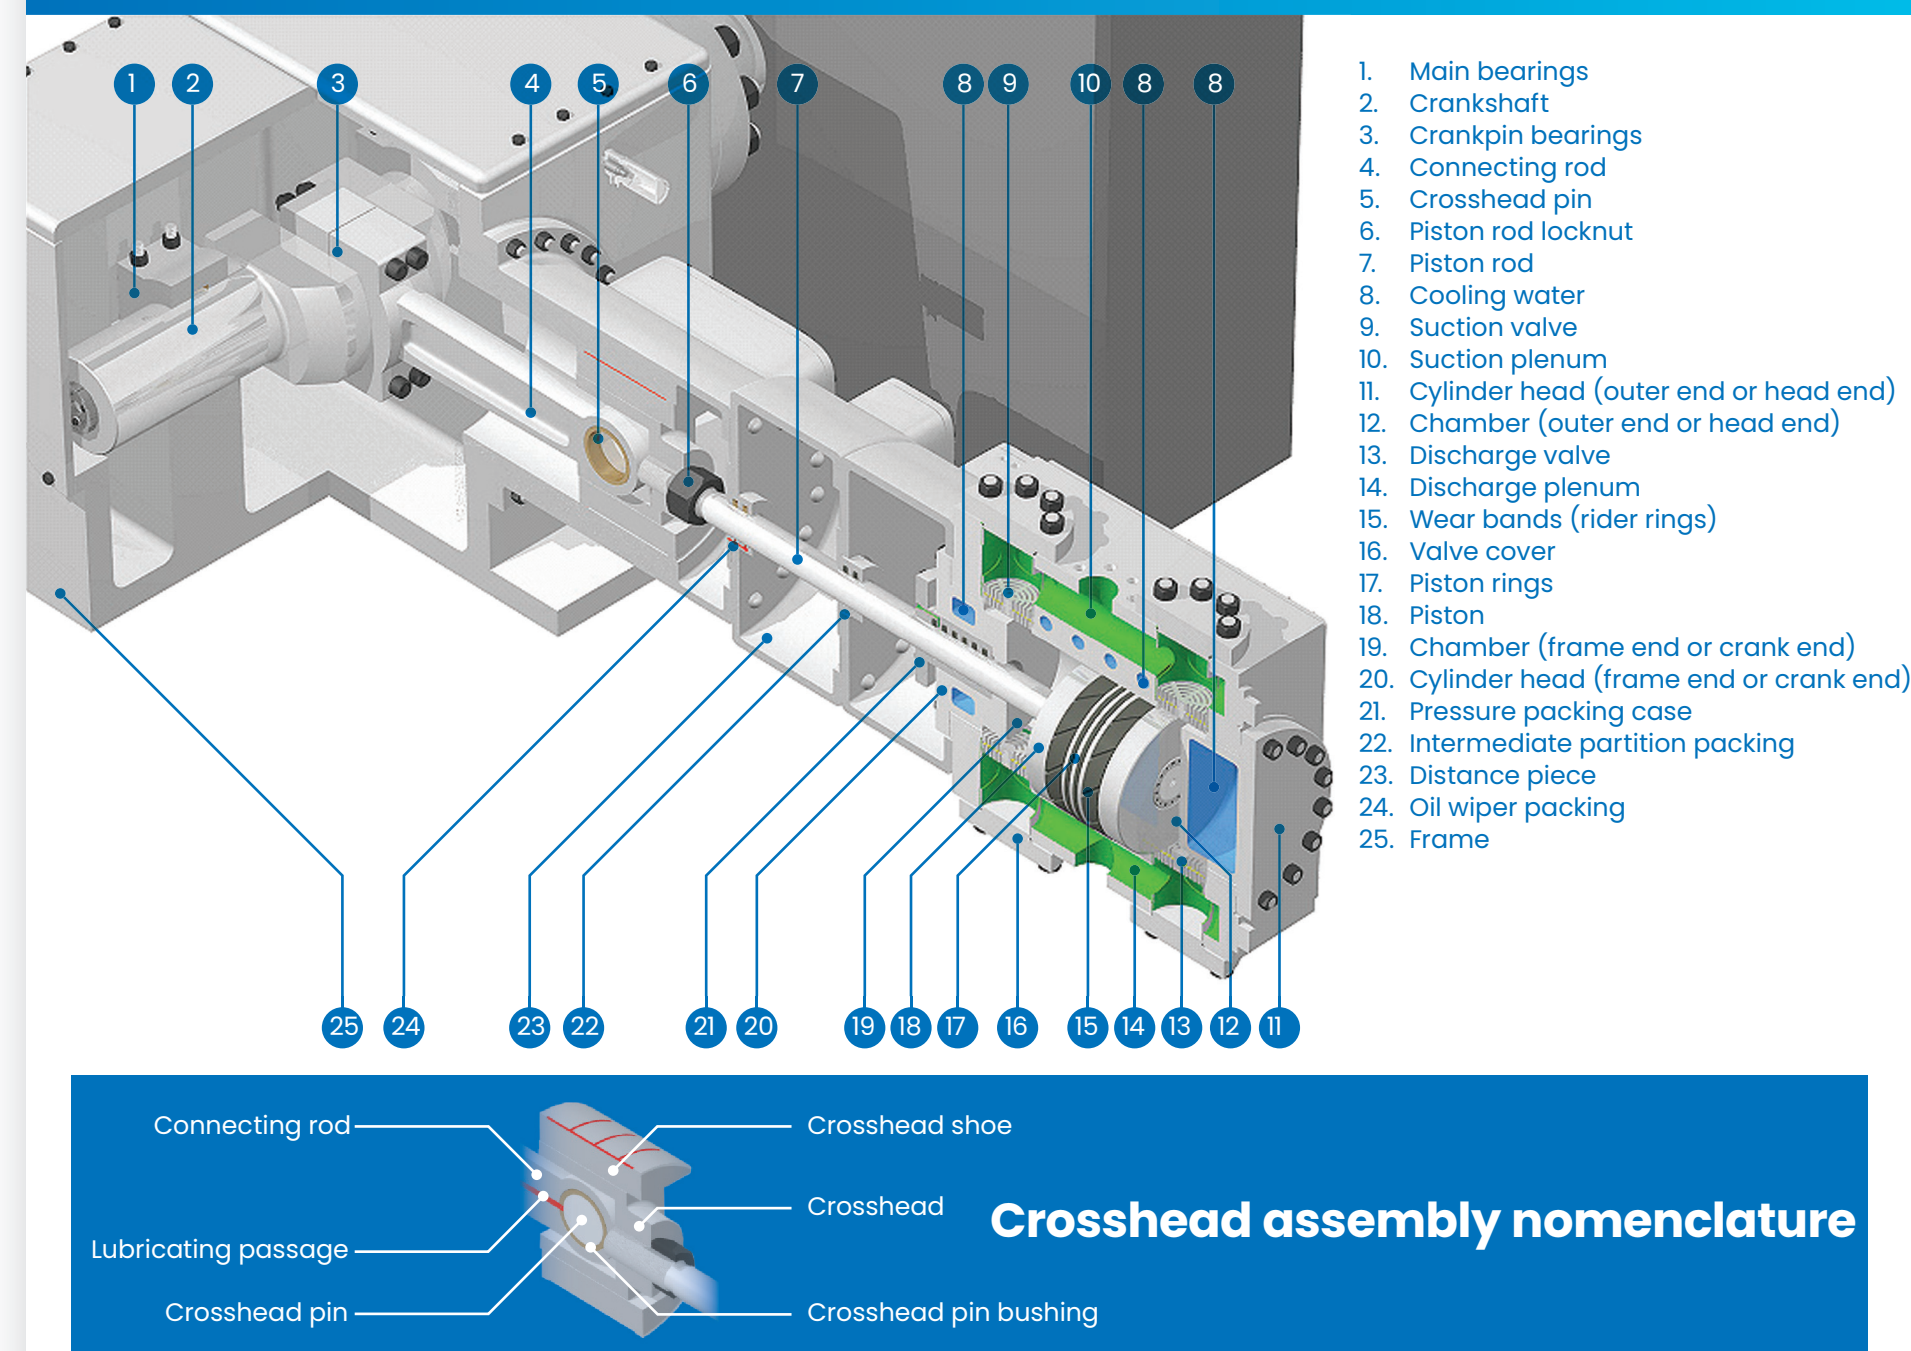 1 2 3 4 5 6 7 8 9 10 8 8
1. Main bearings
2. Crankshaft
3. Crankpin bearings
4. Connecting rod
5. Crosshead pin
6. Piston rod locknut
7. Piston rod
8. Cooling water
9. Suction valve
10. Suction plenum
11. Cylinder head (outer end or head end)
12. Chamber (outer end or head end)
13. Discharge valve
14. Discharge plenum
15. Wear bands (rider rings)
16. Valve cover
17. Piston rings
18. Piston
19. Chamber (frame end or crank end)
20. Cylinder head (frame end or crank end)
21. Pressure packing case
22. Intermediate partition packing
23. Distance piece
24. Oil wiper packing
25. Frame
25 24 23 22 21 20 19 18 17 16 15 14 13 12 11
Connecting rod
Lubricating passage
Crosshead pin
Crosshead shoe
Crosshead
Crosshead pin bushing
Crosshead assembly nomenclature